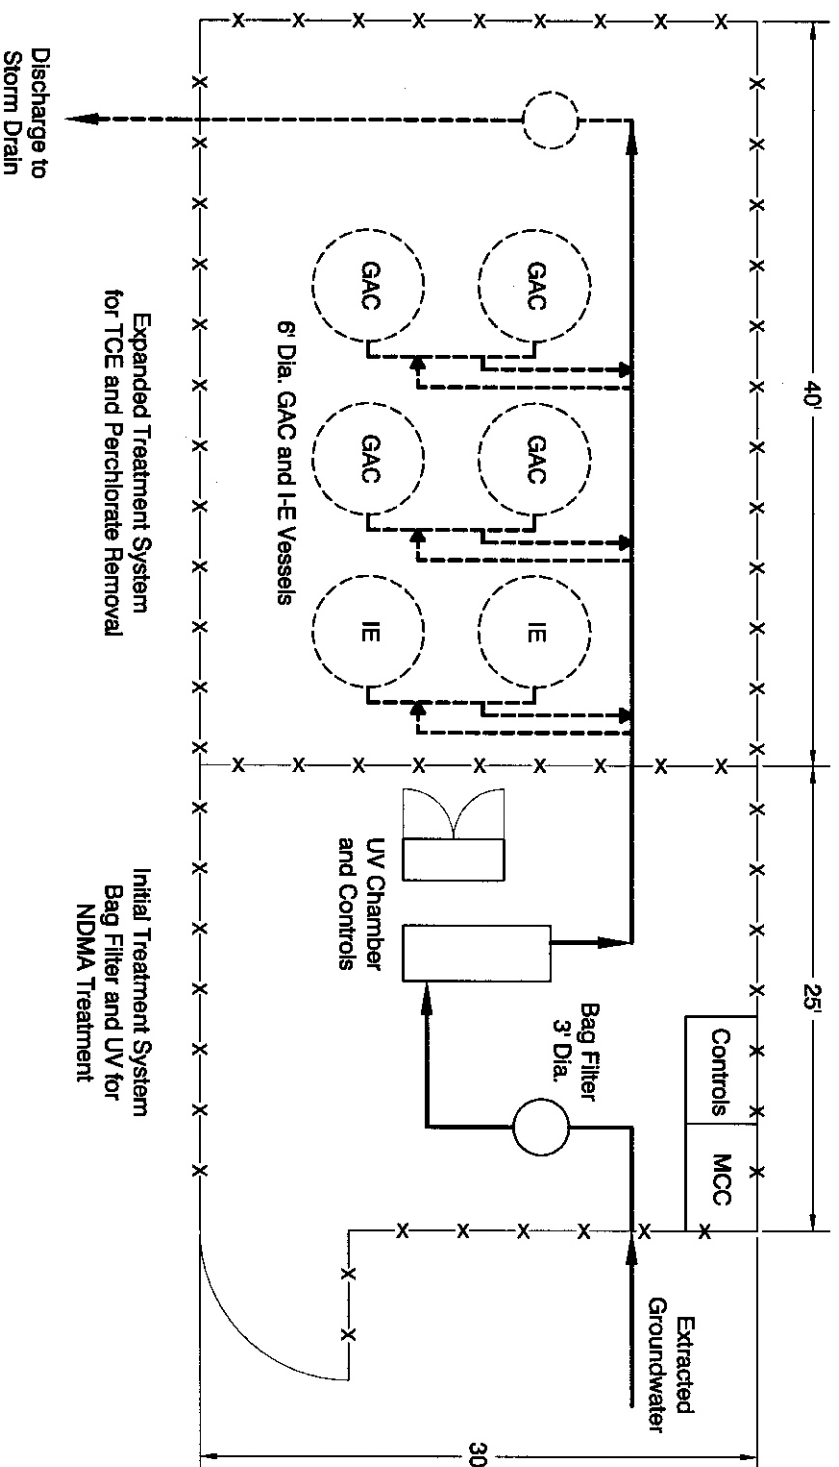 40'
25'
30
Controls
MCC
Extracted
Groundwater
Bag Filter
3' Dia.
UV Chamber
and Controls
GAC
GAC
IE
GAC
GAC
IE
6' Dia. GAC and I-E Vessels
Discharge to
Storm Drain
Expanded Treatment System
for TCE and Perchlorate Removal
Initial Treatment System
Bag Filter and UV for
NDMA Treatment